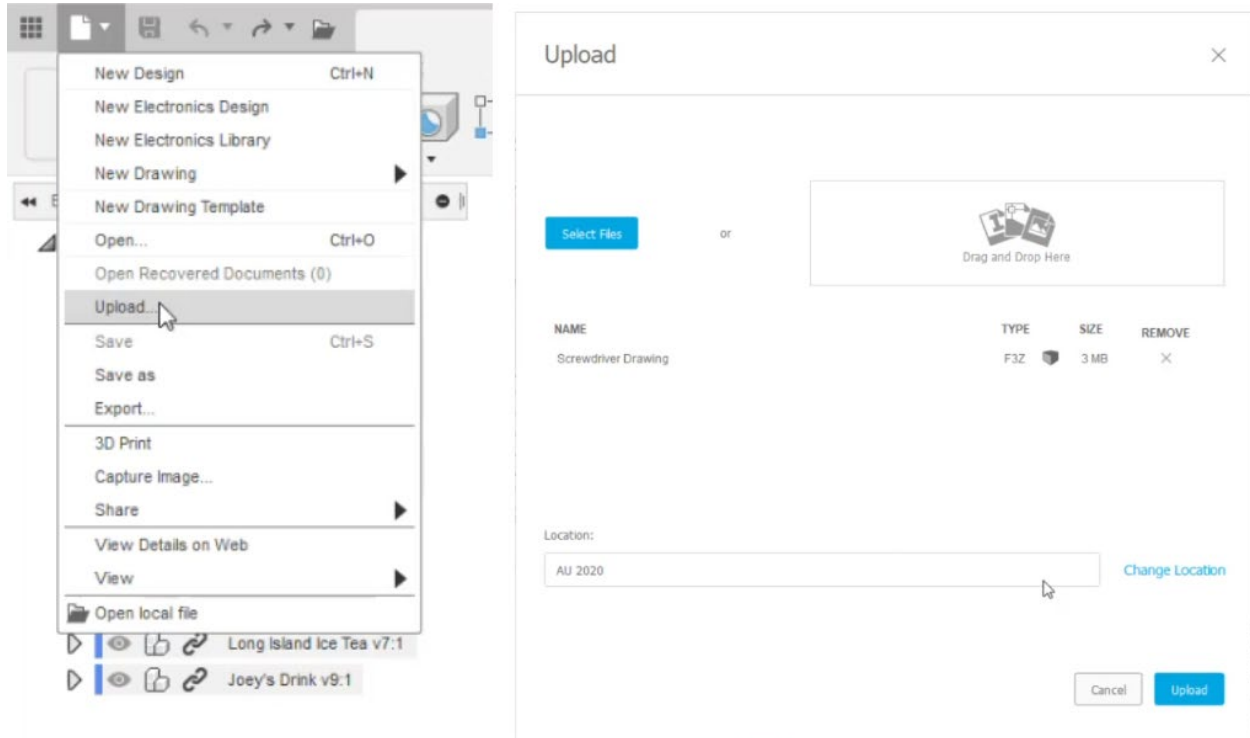 New Design Ctrl+N
New Electronics Design
New Electronics Library
New Drawing
New Drawing Template
Open... Ctrl+O
Open Recovered Documents (0)
Upload...
Save Ctrl+S
Save as
Export...
3D Print
Capture Image...
Share
View Details on Web
View
Open local file
Long Island Ice Tea v7:1
Joey's Drink v9:1
Upload
Select Files or
Drag and Drop Here
NAME TYPE SIZE REMOVE
Screwdriver Drawing F3Z 3 MB
Location:
AU 2020 Change Location
Cancel Upload